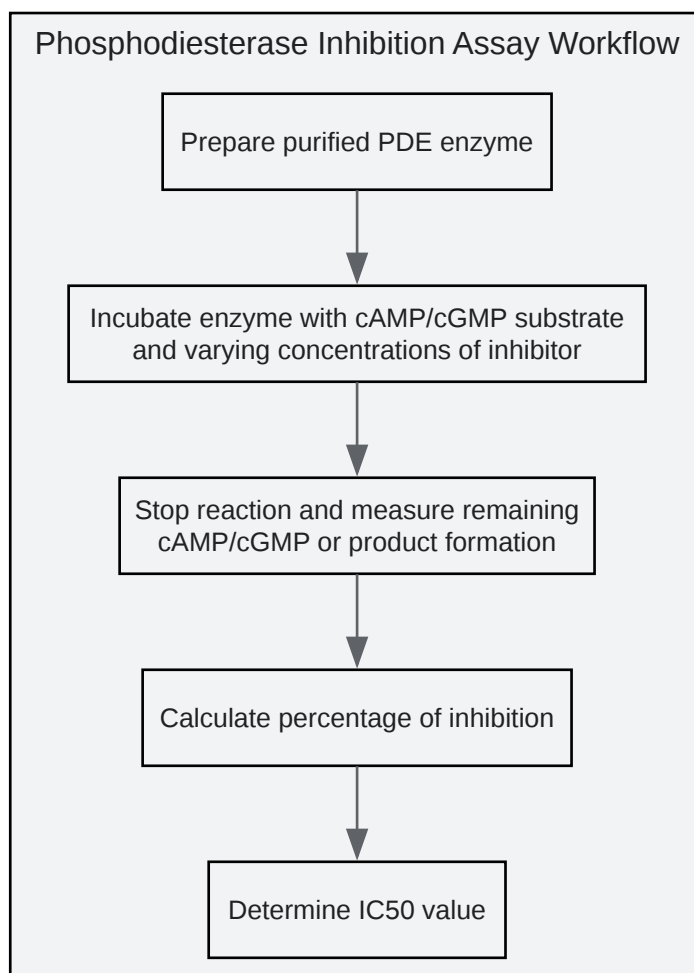 Phosphodiesterase Inhibition Assay Workflow
Prepare purified PDE enzyme
Incubate enzyme with cAMP/cGMP substrate
and varying concentrations of inhibitor
Stop reaction and measure remaining
cAMP/cGMP or product formation
Calculate percentage of inhibition
Determine IC50 value